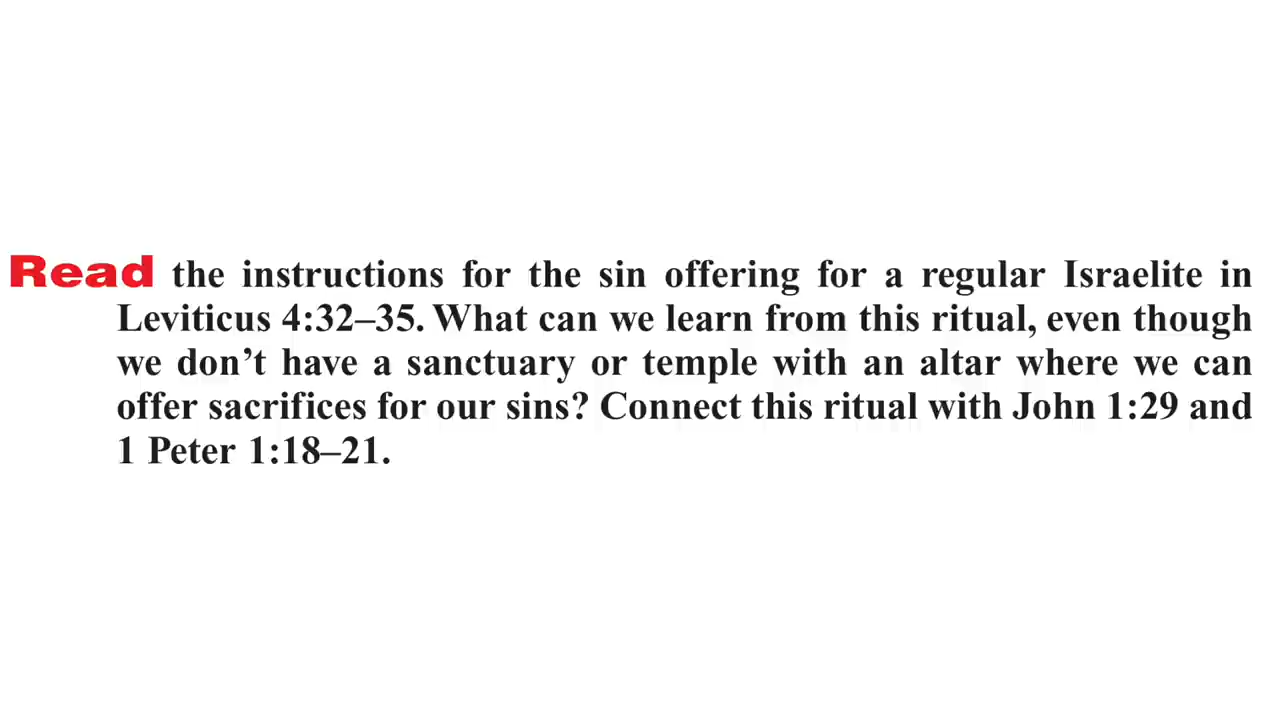 Read the instructions for the sin offering for a regular Israelite in
Leviticus 4:32–35. What can we learn from this ritual, even though
we don’t have a sanctuary or temple with an altar where we can
offer sacrifices for our sins? Connect this ritual with John 1:29 and
1 Peter 1:18–21.